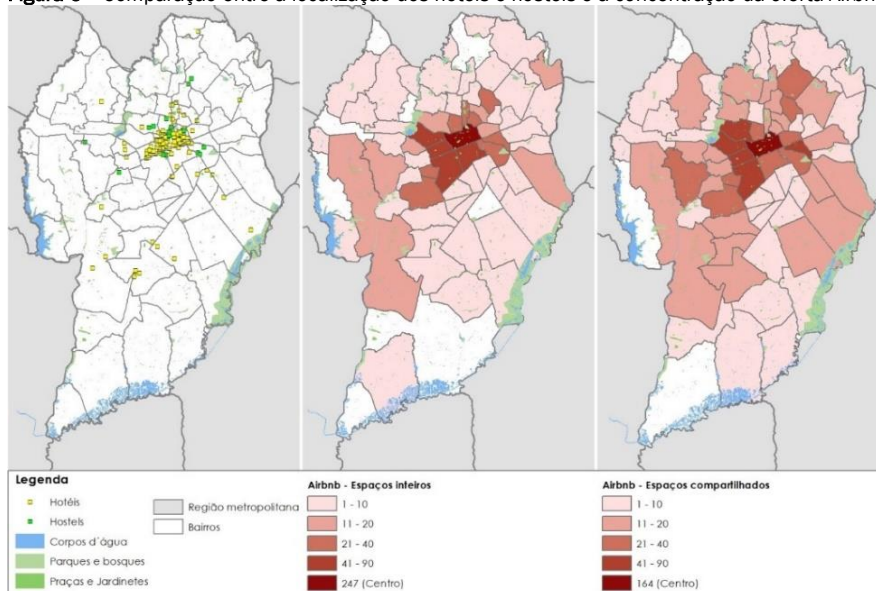 Comparação entre a localização dos hotéis e hostels e a concentração da oferta Airbnb
Legenda
Hotéis
Hostels
Corpos d´água
Parques e bosques
Praças e Jardinetes
Região metropolitana
Bairros
Airbnb - Espaços inteiros
1 - 10
11 - 20
21 - 40
41 - 90
247 (Centro)
Airbnb - Espaços compartilhados
1 - 10
11 - 20
21 - 40
41 - 90
164 (Centro)